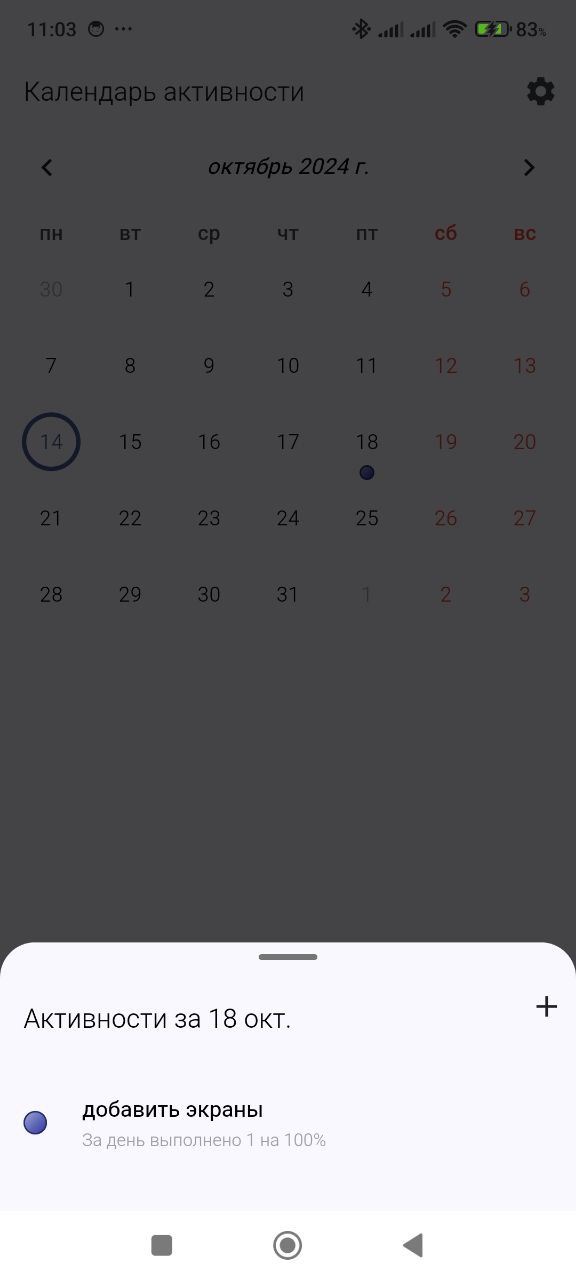 11:03 83%
Календарь активности
октябрь 2024 г.
пн вт ср чт пт сб вс
30 1 2 3 4 5 6
7 8 9 10 11 12 13
14 15 16 17 18 19 20
21 22 23 24 25 26 27
28 29 30 31 1 2 3
Активности за 18 окт.
добавить экраны
За день выполнено 1 на 100%